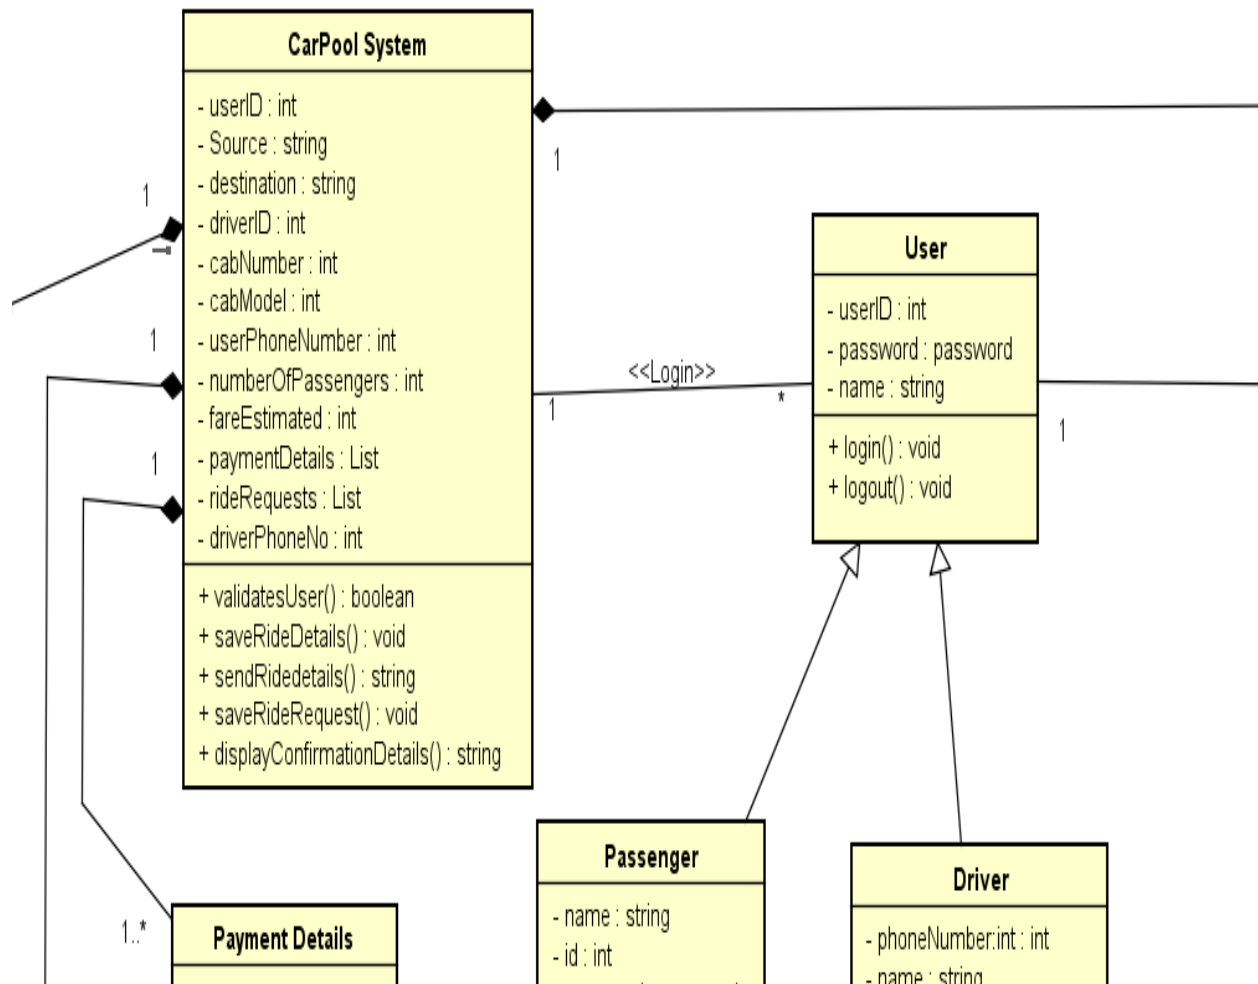 CarPool System
- userID : int
- Source : string
- destination : string
- driverID : int
- cabNumber : int
- cabModel : int
- userPhoneNumber : int
- numberOfPassengers : int
- fareEstimated : int
- paymentDetails : List
- rideRequests : List
- driverPhoneNo : int
+ validatesUser() : boolean
+ saveRideDetails() : void
+ sendRidedetails() : string
+ saveRideRequest() : void
+ displayConfirmationDetails() : string
1
1
1
1
1
<<Login>>
*
1
User
- userID : int
- password : password
- name : string
+ login() : void
+ logout() : void
1
1..*
Payment Details
Passenger
- name : string
- id : int
Driver
- phoneNumber:int : int
- name : string